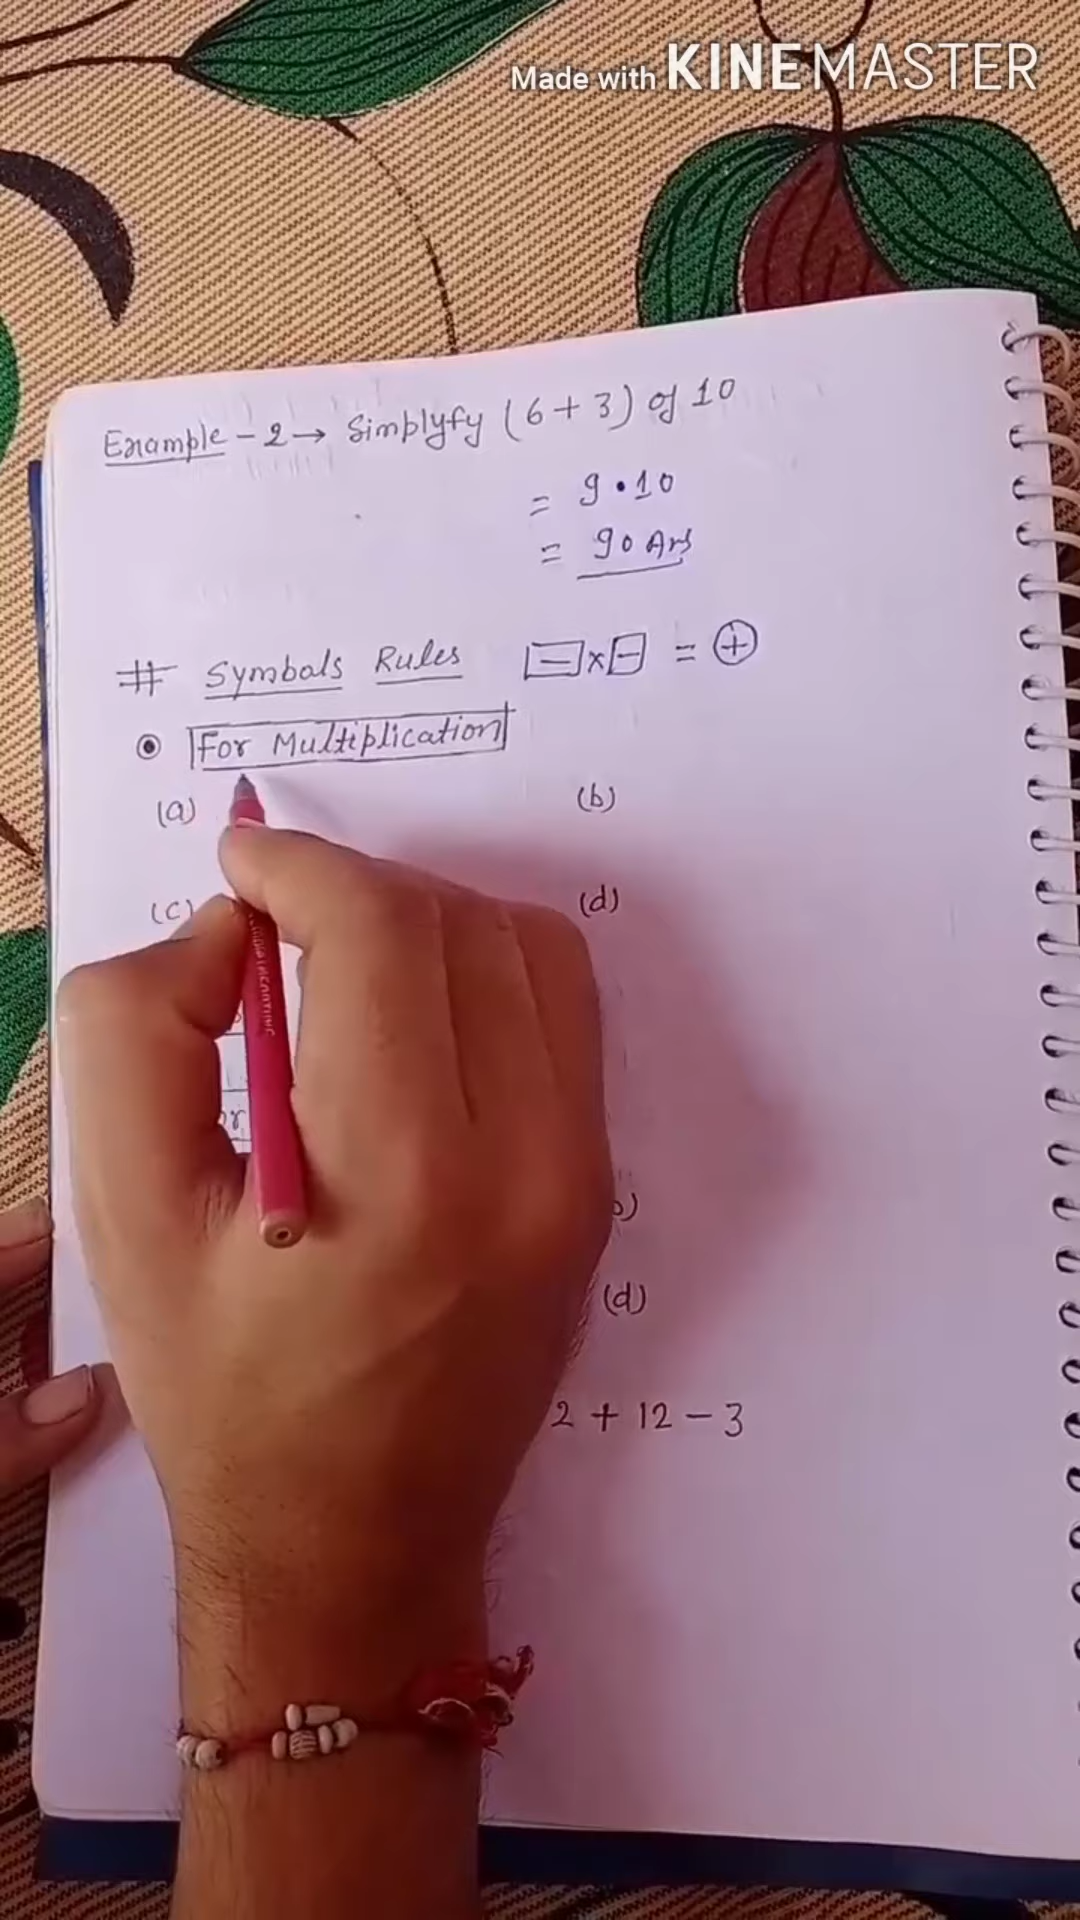 Made with KINEMASTER
Example - 2 → Simplyfy (6+3) of 10
= 9 • 10
= 90 Ans
# Symbals Rules [-]x[-] = (+)
For Multiplication
(a) (b)
(c) (d)
(d)
2 + 12 - 3